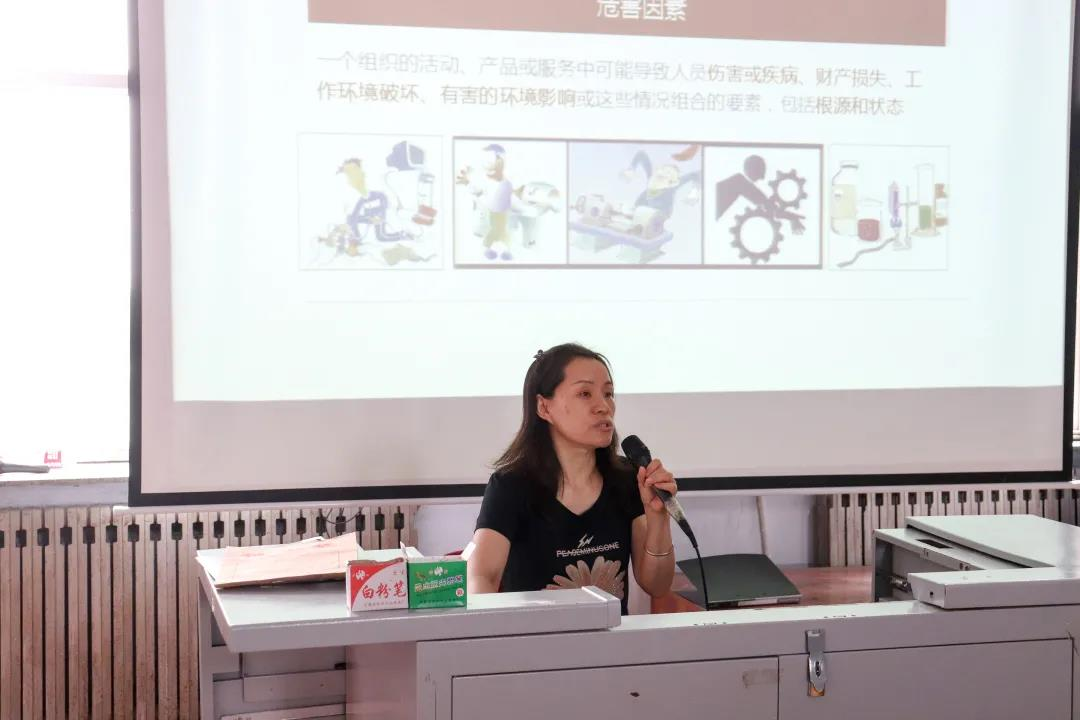 危害因素
一个组织的活动、产品或服务中可能导致人员伤害或疾病、财产损失、工
作环境破坏、有害的环境影响或这些情况组合的要素，包括根源和状态
PEACEMINUSONE
白粉笔